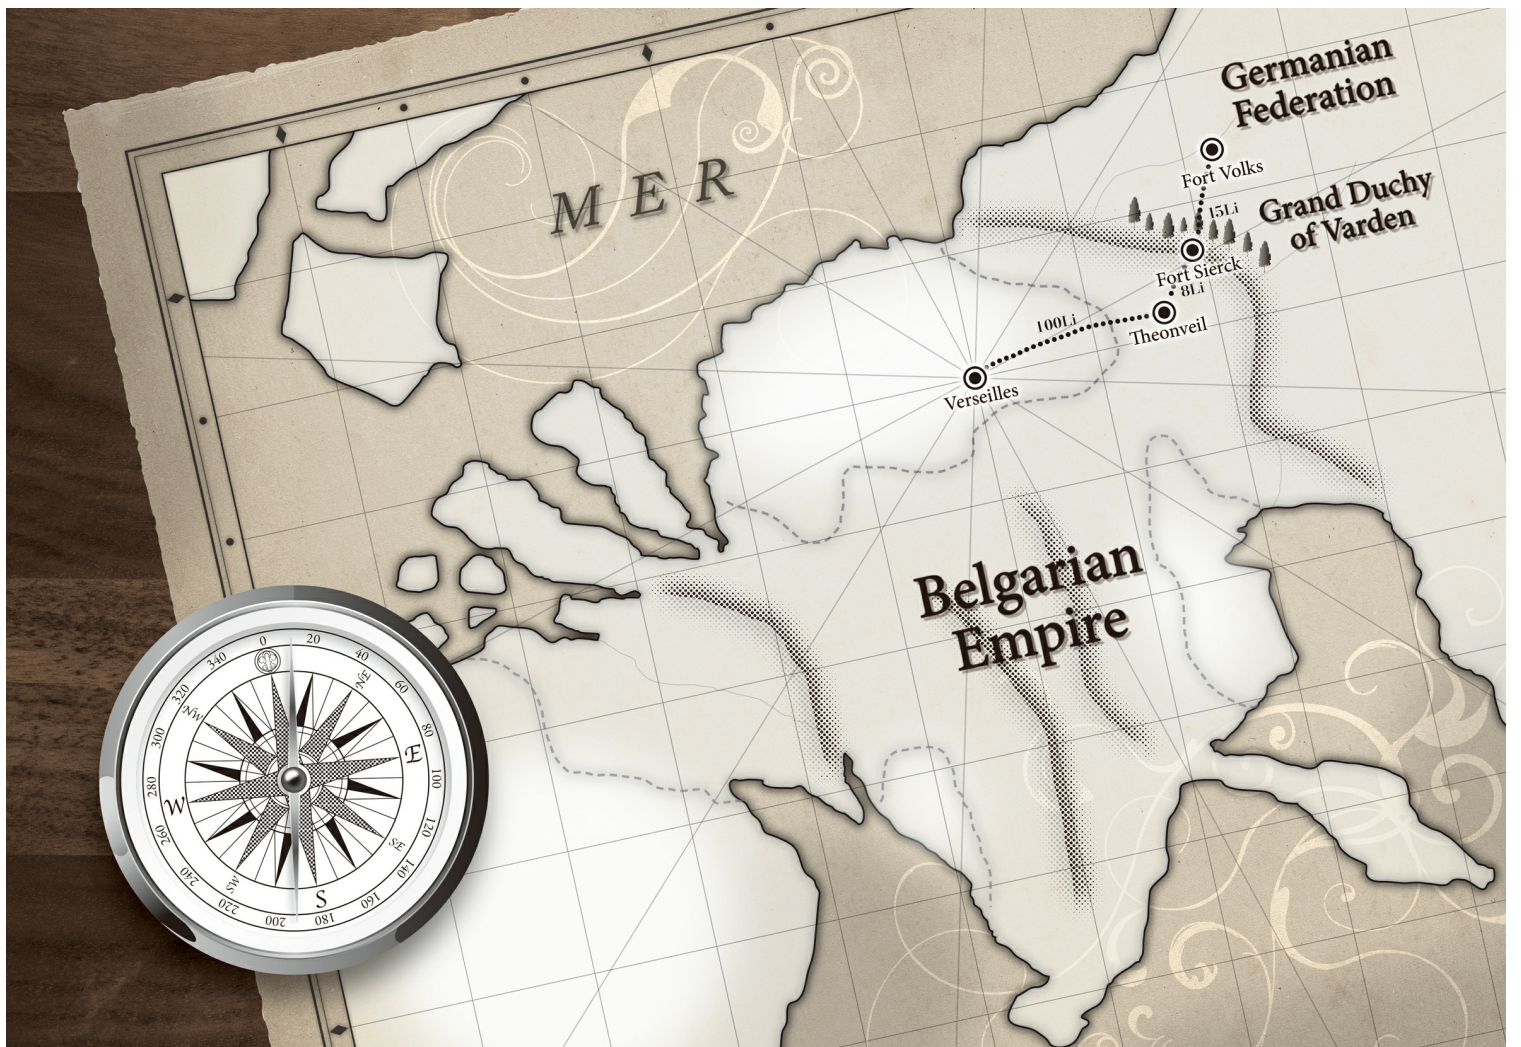 Germanian
Federation
MER
Fort Volks
15Li
Grand Duchy
of Varden
Fort Sierck
8Li
100Li
Theonveil
Verseilles
Belgarian
Empire
0
20
40
60
80
100
120
140
160
180
200
220
240
260
280
300
320
340
NE
E
SE
S
SW
W
NW